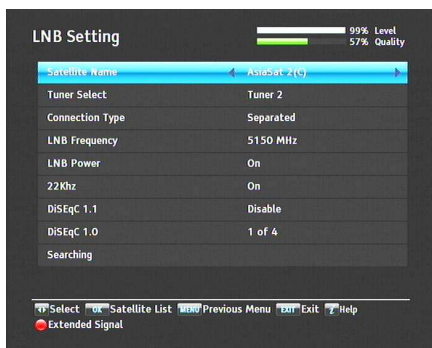 LNB Setting
99% Level
57% Quality
Satellite Name AsiaSat 2(C)
Tuner Select Tuner 2
Connection Type Separated
LNB Frequency 5150 MHz
LNB Power On
22Khz On
DiSEqC 1.1 Disable
DiSEqC 1.0 1 of 4
Searching
Select OK Satellite List MENU Previous Menu EXIT Exit Help
Extended Signal